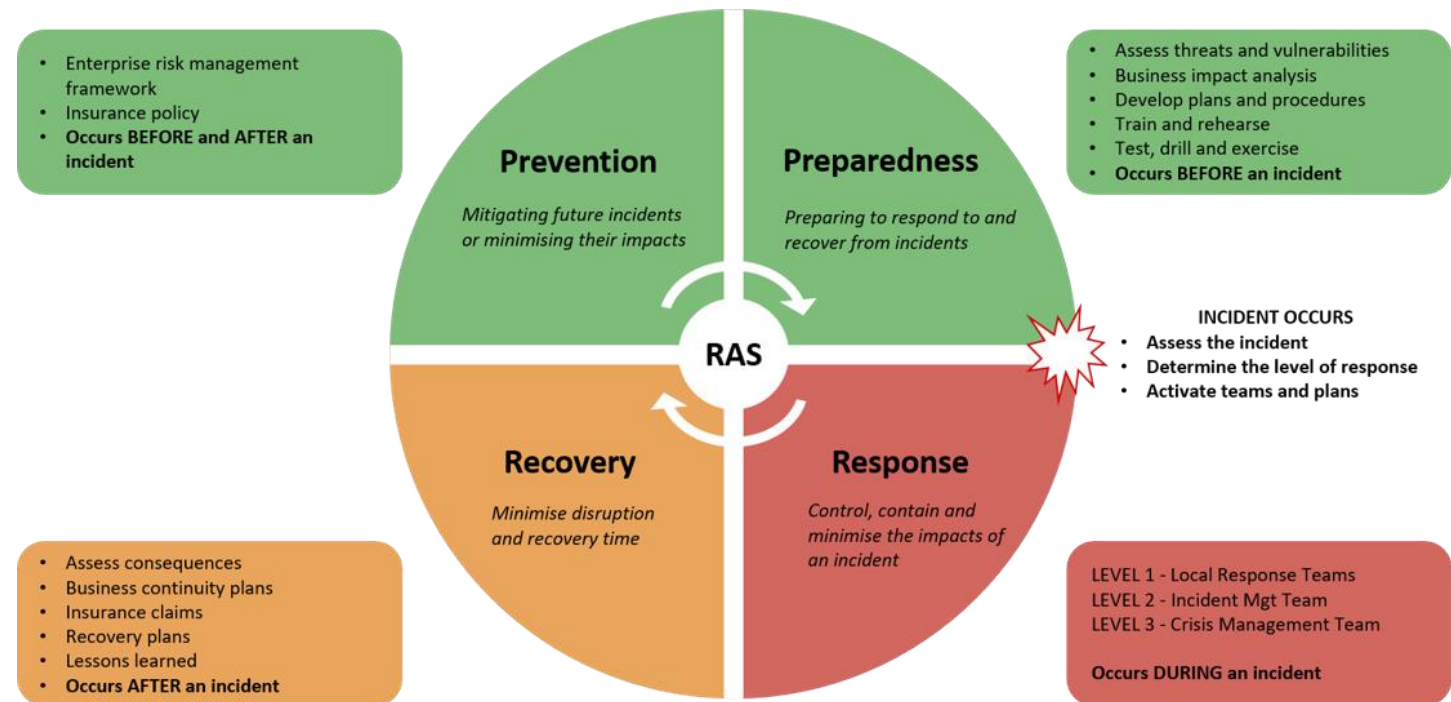 • Enterprise risk management
framework
• Insurance policy
• Occurs BEFORE and AFTER an
incident
Prevention
Mitigating future incidents
or minimising their impacts
Preparedness
Preparing to respond to and
recover from incidents
• Assess threats and vulnerabilities
• Business impact analysis
• Develop plans and procedures
• Train and rehearse
• Test, drill and exercise
• Occurs BEFORE an incident
RAS
INCIDENT OCCURS
• Assess the incident
• Determine the level of response
• Activate teams and plans
Recovery
Minimise disruption
and recovery time
Response
Control, contain and
minimise the impacts of
an incident
• Assess consequences
• Business continuity plans
• Insurance claims
• Recovery plans
• Lessons learned
• Occurs AFTER an incident
LEVEL 1 - Local Response Teams
LEVEL 2 - Incident Mgt Team
LEVEL 3 - Crisis Management Team
Occurs DURING an incident